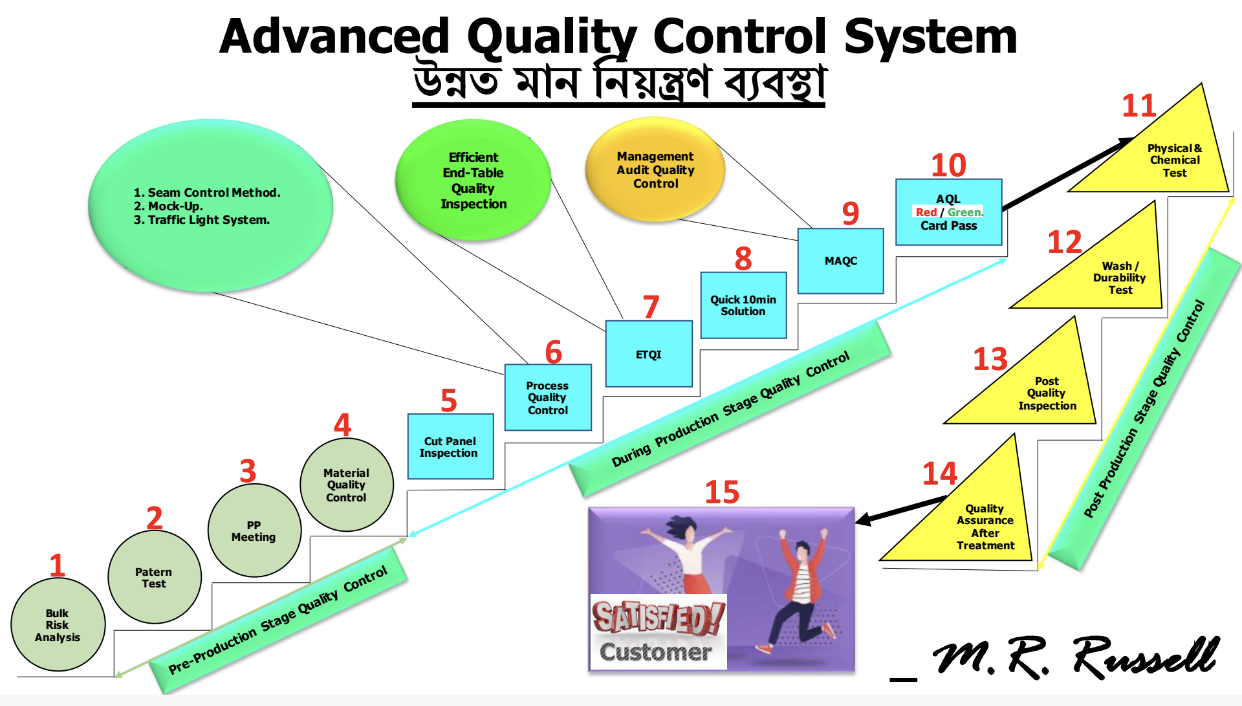 Advanced Quality Control System
উন্নত মান নিয়ন্ত্রণ ব্যবস্থা
1. Seam Control Method.
2. Mock-Up.
3. Traffic Light System.
Efficient
End-Table
Quality
Inspection
Management
Audit Quality
Control
1
Bulk
Risk
Analysis
2
Patern
Test
3
PP
Meeting
4
Material
Quality
Control
Pre-Production Stage Quality Control
5
Cut Panel
Inspection
6
Process
Quality
Control
7
ETQI
8
Quick 10min
Solution
9
MAQC
10
AQL
Red / Green.
Card Pass
During Production Stage Quality Control
11
Physical &
Chemical
Test
12
Wash /
Durability
Test
13
Post
Quality
Inspection
14
Quality
Assurance
After
Treatment
Post Production Stage Quality Control
15
SATISFIED!
Customer
_ M. R. Russell